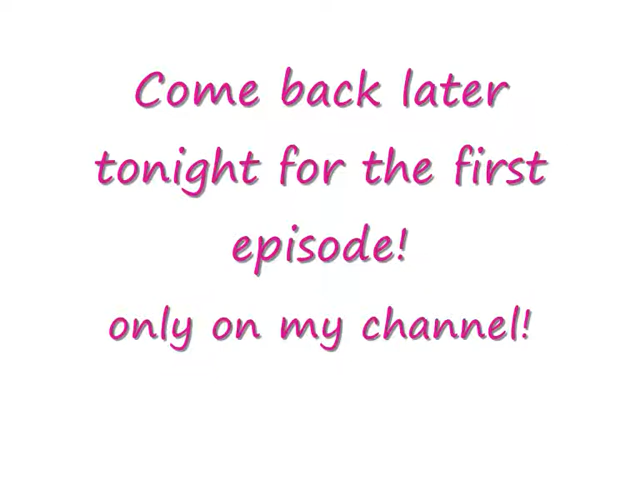 Come back later
tonight for the first
episode!
only on my channel!